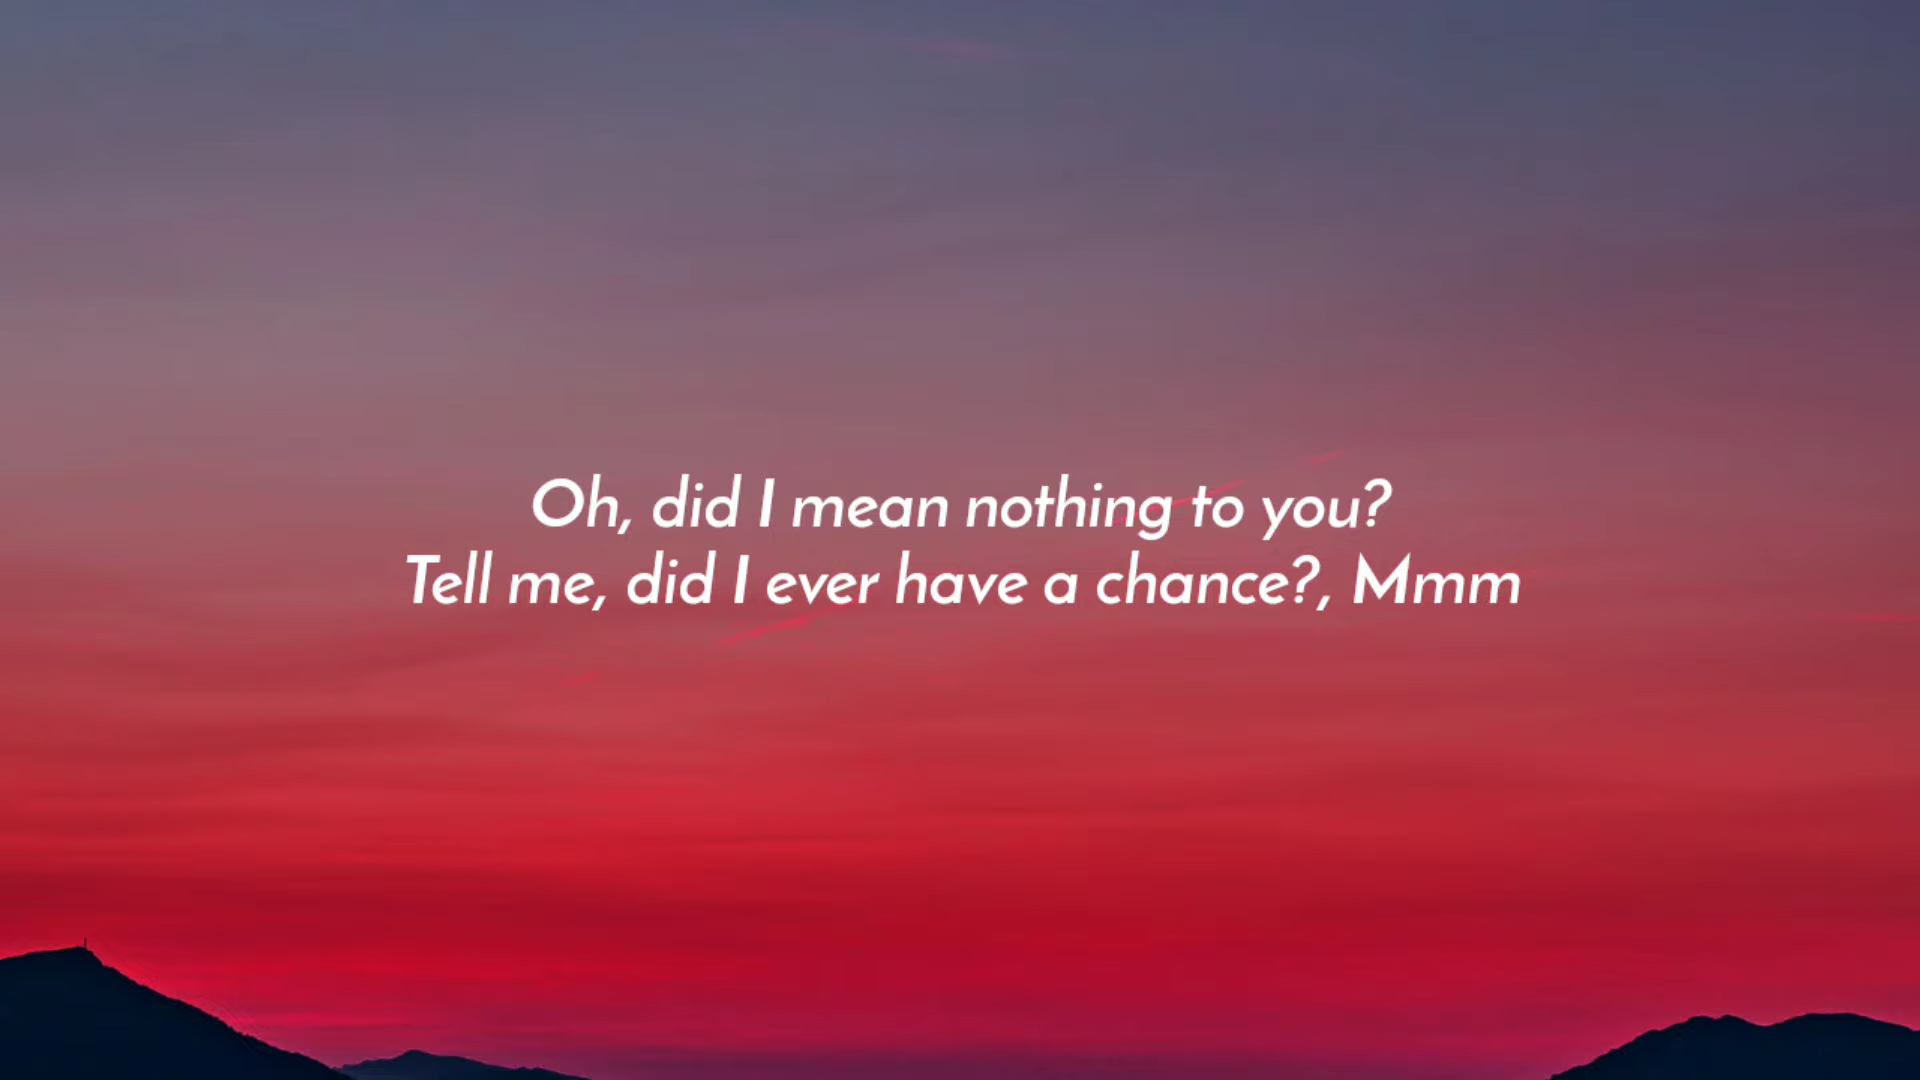 Oh, did I mean nothing to you?
Tell me, did I ever have a chance?, Mmm